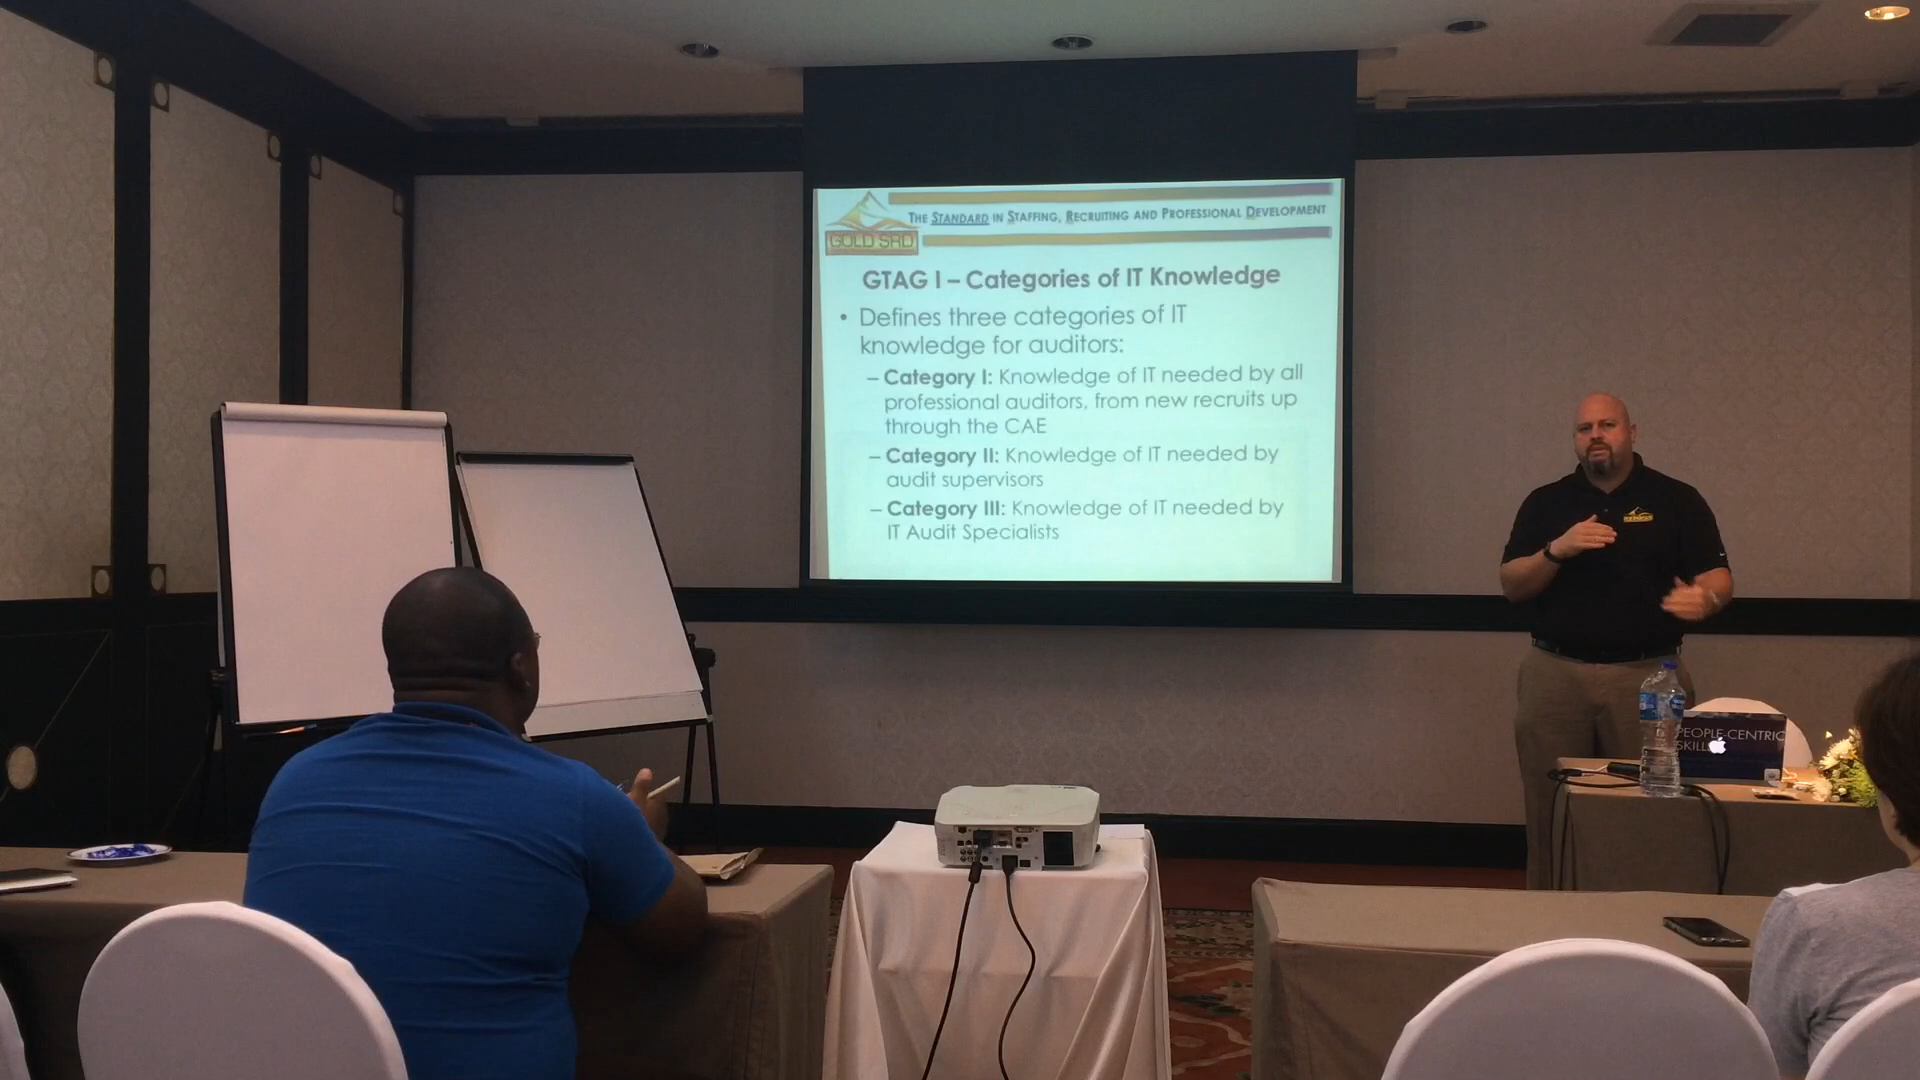 THE STANDARD IN STAFFING, RECRUITING AND PROFESSIONAL DEVELOPMENT
GOLD SRD
GTAG I – Categories of IT Knowledge
• Defines three categories of IT
knowledge for auditors:
– Category I: Knowledge of IT needed by all
professional auditors, from new recruits up
through the CAE
– Category II: Knowledge of IT needed by
audit supervisors
– Category III: Knowledge of IT needed by
IT Audit Specialists
PEOPLE-CENTRIC
SKILLS